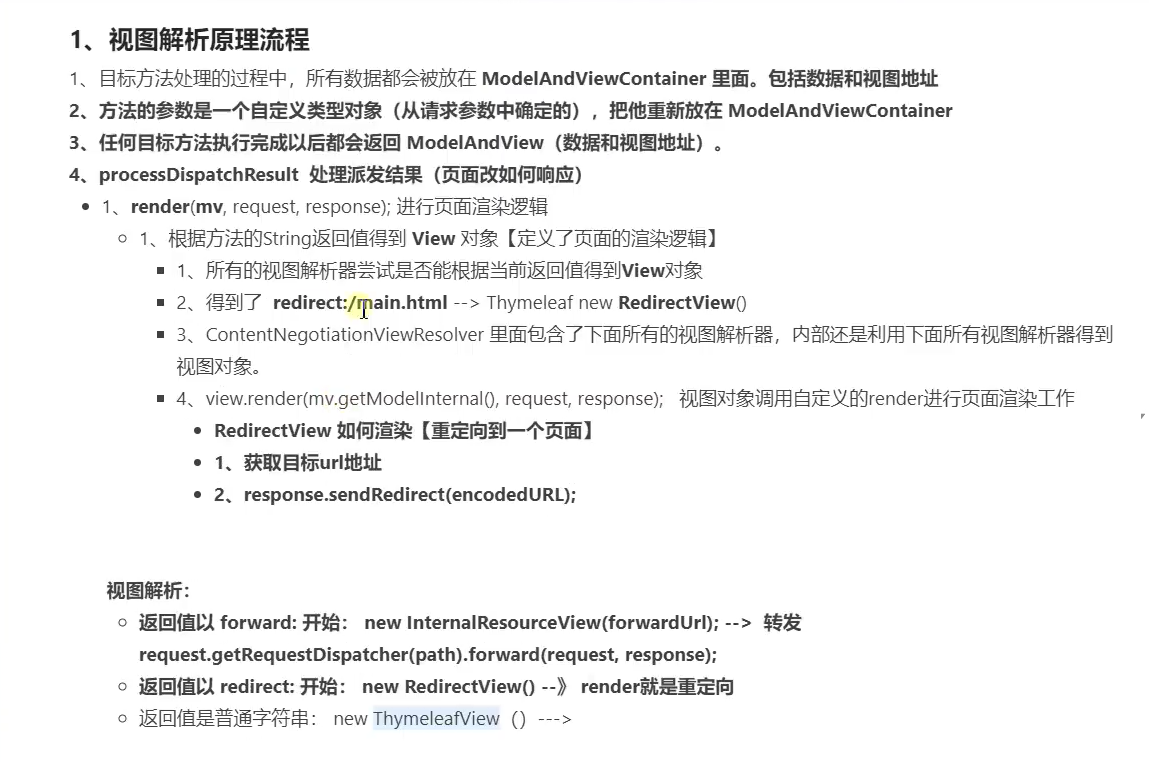 1、视图解析原理流程
1、目标方法处理的过程中，所有数据都会被放在 ModelAndViewContainer 里面。包括数据和视图地址
2、方法的参数是一个自定义类型对象（从请求参数中确定的），把他重新放在 ModelAndViewContainer
3、任何目标方法执行完成以后都会返回 ModelAndView（数据和视图地址）。
4、processDispatchResult 处理派发结果（页面改如何响应）
1、render(mv, request, response); 进行页面渲染逻辑
1、根据方法的String返回值得到 View 对象【定义了页面的渲染逻辑】
1、所有的视图解析器尝试是否能根据当前返回值得到View对象
2、得到了 redirect:/main.html --> Thymeleaf new RedirectView()
3、ContentNegotiationViewResolver 里面包含了下面所有的视图解析器，内部还是利用下面所有视图解析器得到
视图对象。
4、view.render(mv.getModelInternal(), request, response); 视图对象调用自定义的render进行页面渲染工作
RedirectView 如何渲染【重定向到一个页面】
1、获取目标url地址
2、response.sendRedirect(encodedURL);
视图解析：
返回值以 forward: 开始： new InternalResourceView(forwardUrl); --> 转发
request.getRequestDispatcher(path).forward(request, response);
返回值以 redirect: 开始： new RedirectView() --》 render就是重定向
返回值是普通字符串： new ThymeleafView（）--->